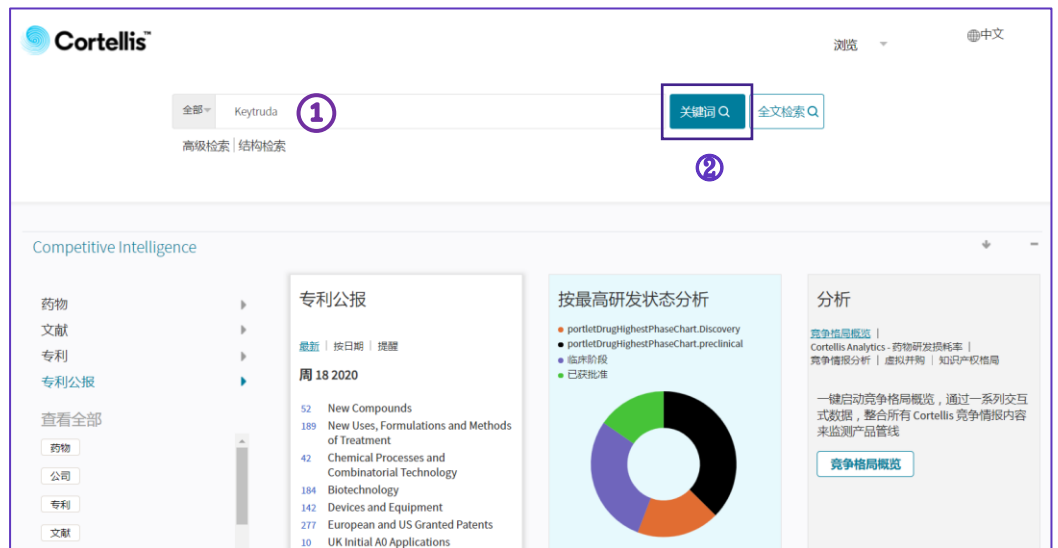 Cortellis™
浏览
中文
全部
Keytruda
①
关键词
全文检索
高级检索 | 结构检索
②
Competitive Intelligence
药物
文献
专利
专利公报
查看全部
药物
公司
专利
文献
专利公报
最新 | 按日期 | 提醒
周 18 2020
52 New Compounds
189 New Uses, Formulations and Methods
of Treatment
42 Chemical Processes and
Combinatorial Technology
184 Biotechnology
142 Devices and Equipment
277 European and US Granted Patents
10 UK Initial A0 Applications
按最高研发状态分析
portletDrugHighestPhaseChart.Discovery
portletDrugHighestPhaseChart.preclinical
临床阶段
已获批准
分析
竞争格局概览 |
Cortellis Analytics - 药物研发损耗率 |
竞争情报分析 | 虚拟并购 | 知识产权格局
一键启动竞争格局概览，通过一系列交互
式数据，整合所有 Cortellis 竞争情报内容
来监测产品管线
竞争格局概览